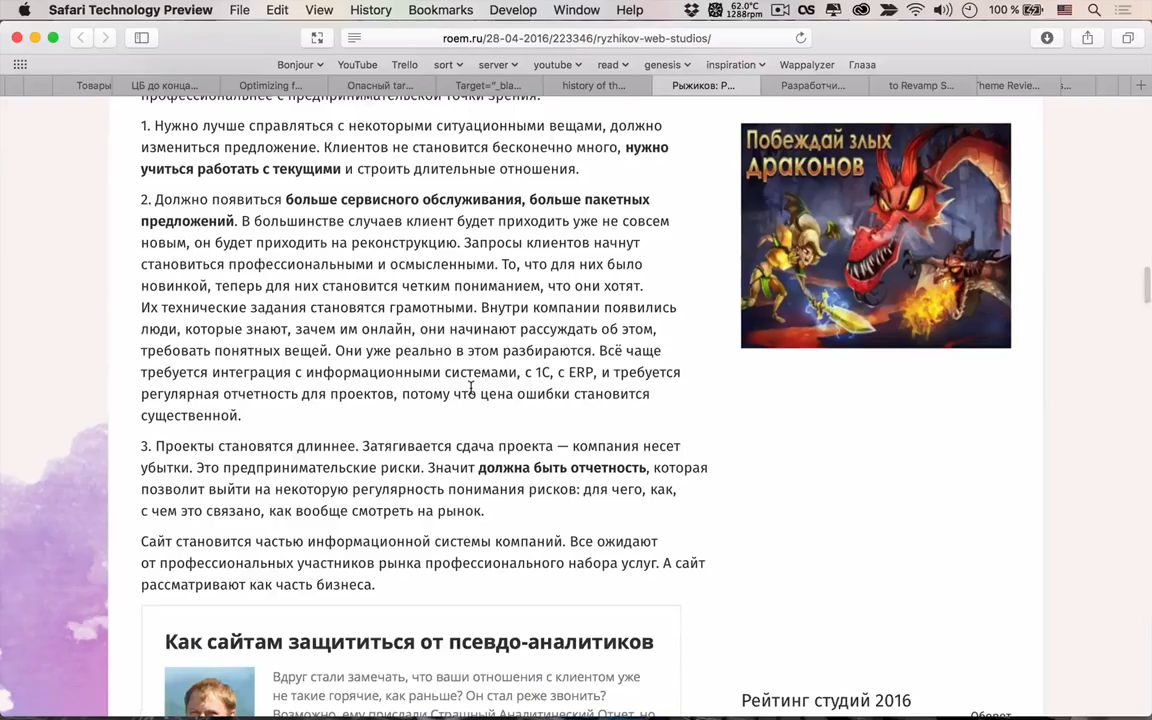 Safari Technology Preview File Edit View History Bookmarks Develop Window Help 62.0°C 1288rpm OS 100 %
roem.ru/28-04-2016/223346/ryzhikov-web-studios/
Bonjour YouTube Trello sort server youtube read genesis inspiration Wappalyzer Глаза
Товары ЦБ до конца... Optimizing f... Опасный tar... Target="_bla... history of th... Рыжиков: Р... Разработчи... to Revamp S... Theme Revie... s...
профессиональнее с предпринимательской точки зрения.
1. Нужно лучше справляться с некоторыми ситуационными вещами, должно
измениться предложение. Клиентов не становится бесконечно много, нужно
учиться работать с текущими и строить длительные отношения.
2. Должно появиться больше сервисного обслуживания, больше пакетных
предложений. В большинстве случаев клиент будет приходить уже не совсем
новым, он будет приходить на реконструкцию. Запросы клиентов начнут
становиться профессиональными и осмысленными. То, что для них было
новинкой, теперь для них становится четким пониманием, что они хотят.
Их технические задания становятся грамотными. Внутри компании появились
люди, которые знают, зачем им онлайн, они начинают рассуждать об этом,
требовать понятных вещей. Они уже реально в этом разбираются. Всё чаще
требуется интеграция с информационными системами, с 1С, с ERP, и требуется
регулярная отчетность для проектов, потому что цена ошибки становится
существенной.
3. Проекты становятся длиннее. Затягивается сдача проекта — компания несет
убытки. Это предпринимательские риски. Значит должна быть отчетность, которая
позволит выйти на некоторую регулярность понимания рисков: для чего, как,
с чем это связано, как вообще смотреть на рынок.
Сайт становится частью информационной системы компаний. Все ожидают
от профессиональных участников рынка профессионального набора услуг. А сайт
рассматривают как часть бизнеса.
Как сайтам защититься от псевдо-аналитиков
Вдруг стали замечать, что ваши отношения с клиентом уже
не такие горячие, как раньше? Он стал реже звонить?
Возможно, ему прислали Страшный Аналитический Отчет, но
Побеждай злых
драконов
Рейтинг студий 2016
Оборот